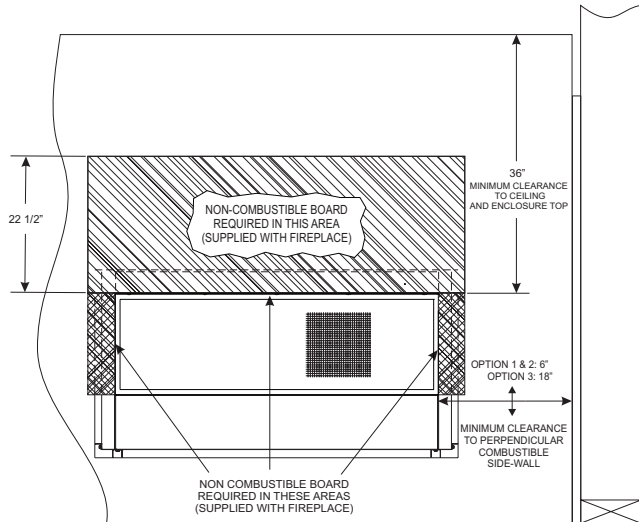 36"
MINIMUM CLEARANCE
TO CEILING
AND ENCLOSURE TOP
22 1/2"
NON-COMBUSTIBLE BOARD
REQUIRED IN THIS AREA
(SUPPLIED WITH FIREPLACE)
OPTION 1 & 2: 6"
OPTION 3: 18"
MINIMUM CLEARANCE
TO PERPENDICULAR
COMBUSTIBLE
SIDE-WALL
NON COMBUSTIBLE BOARD
REQUIRED IN THESE AREAS
(SUPPLIED WITH FIREPLACE)